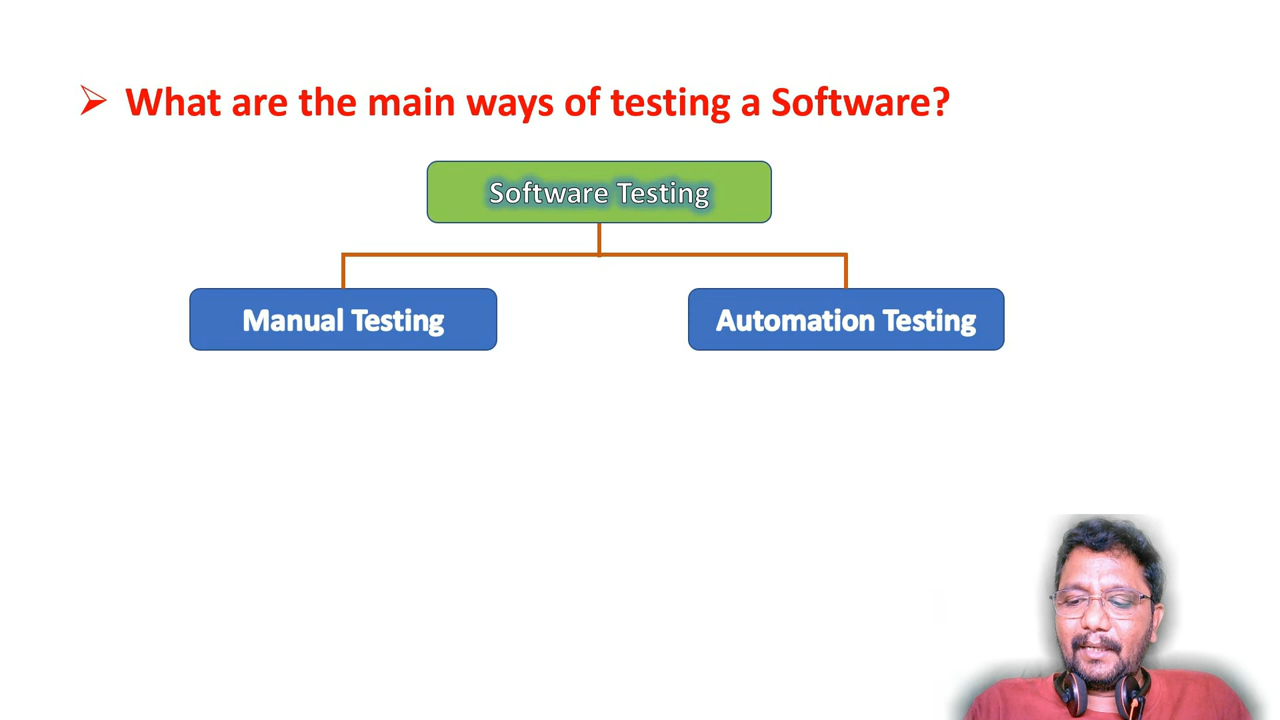 What are the main ways of testing a Software?
Software Testing
Manual Testing
Automation Testing